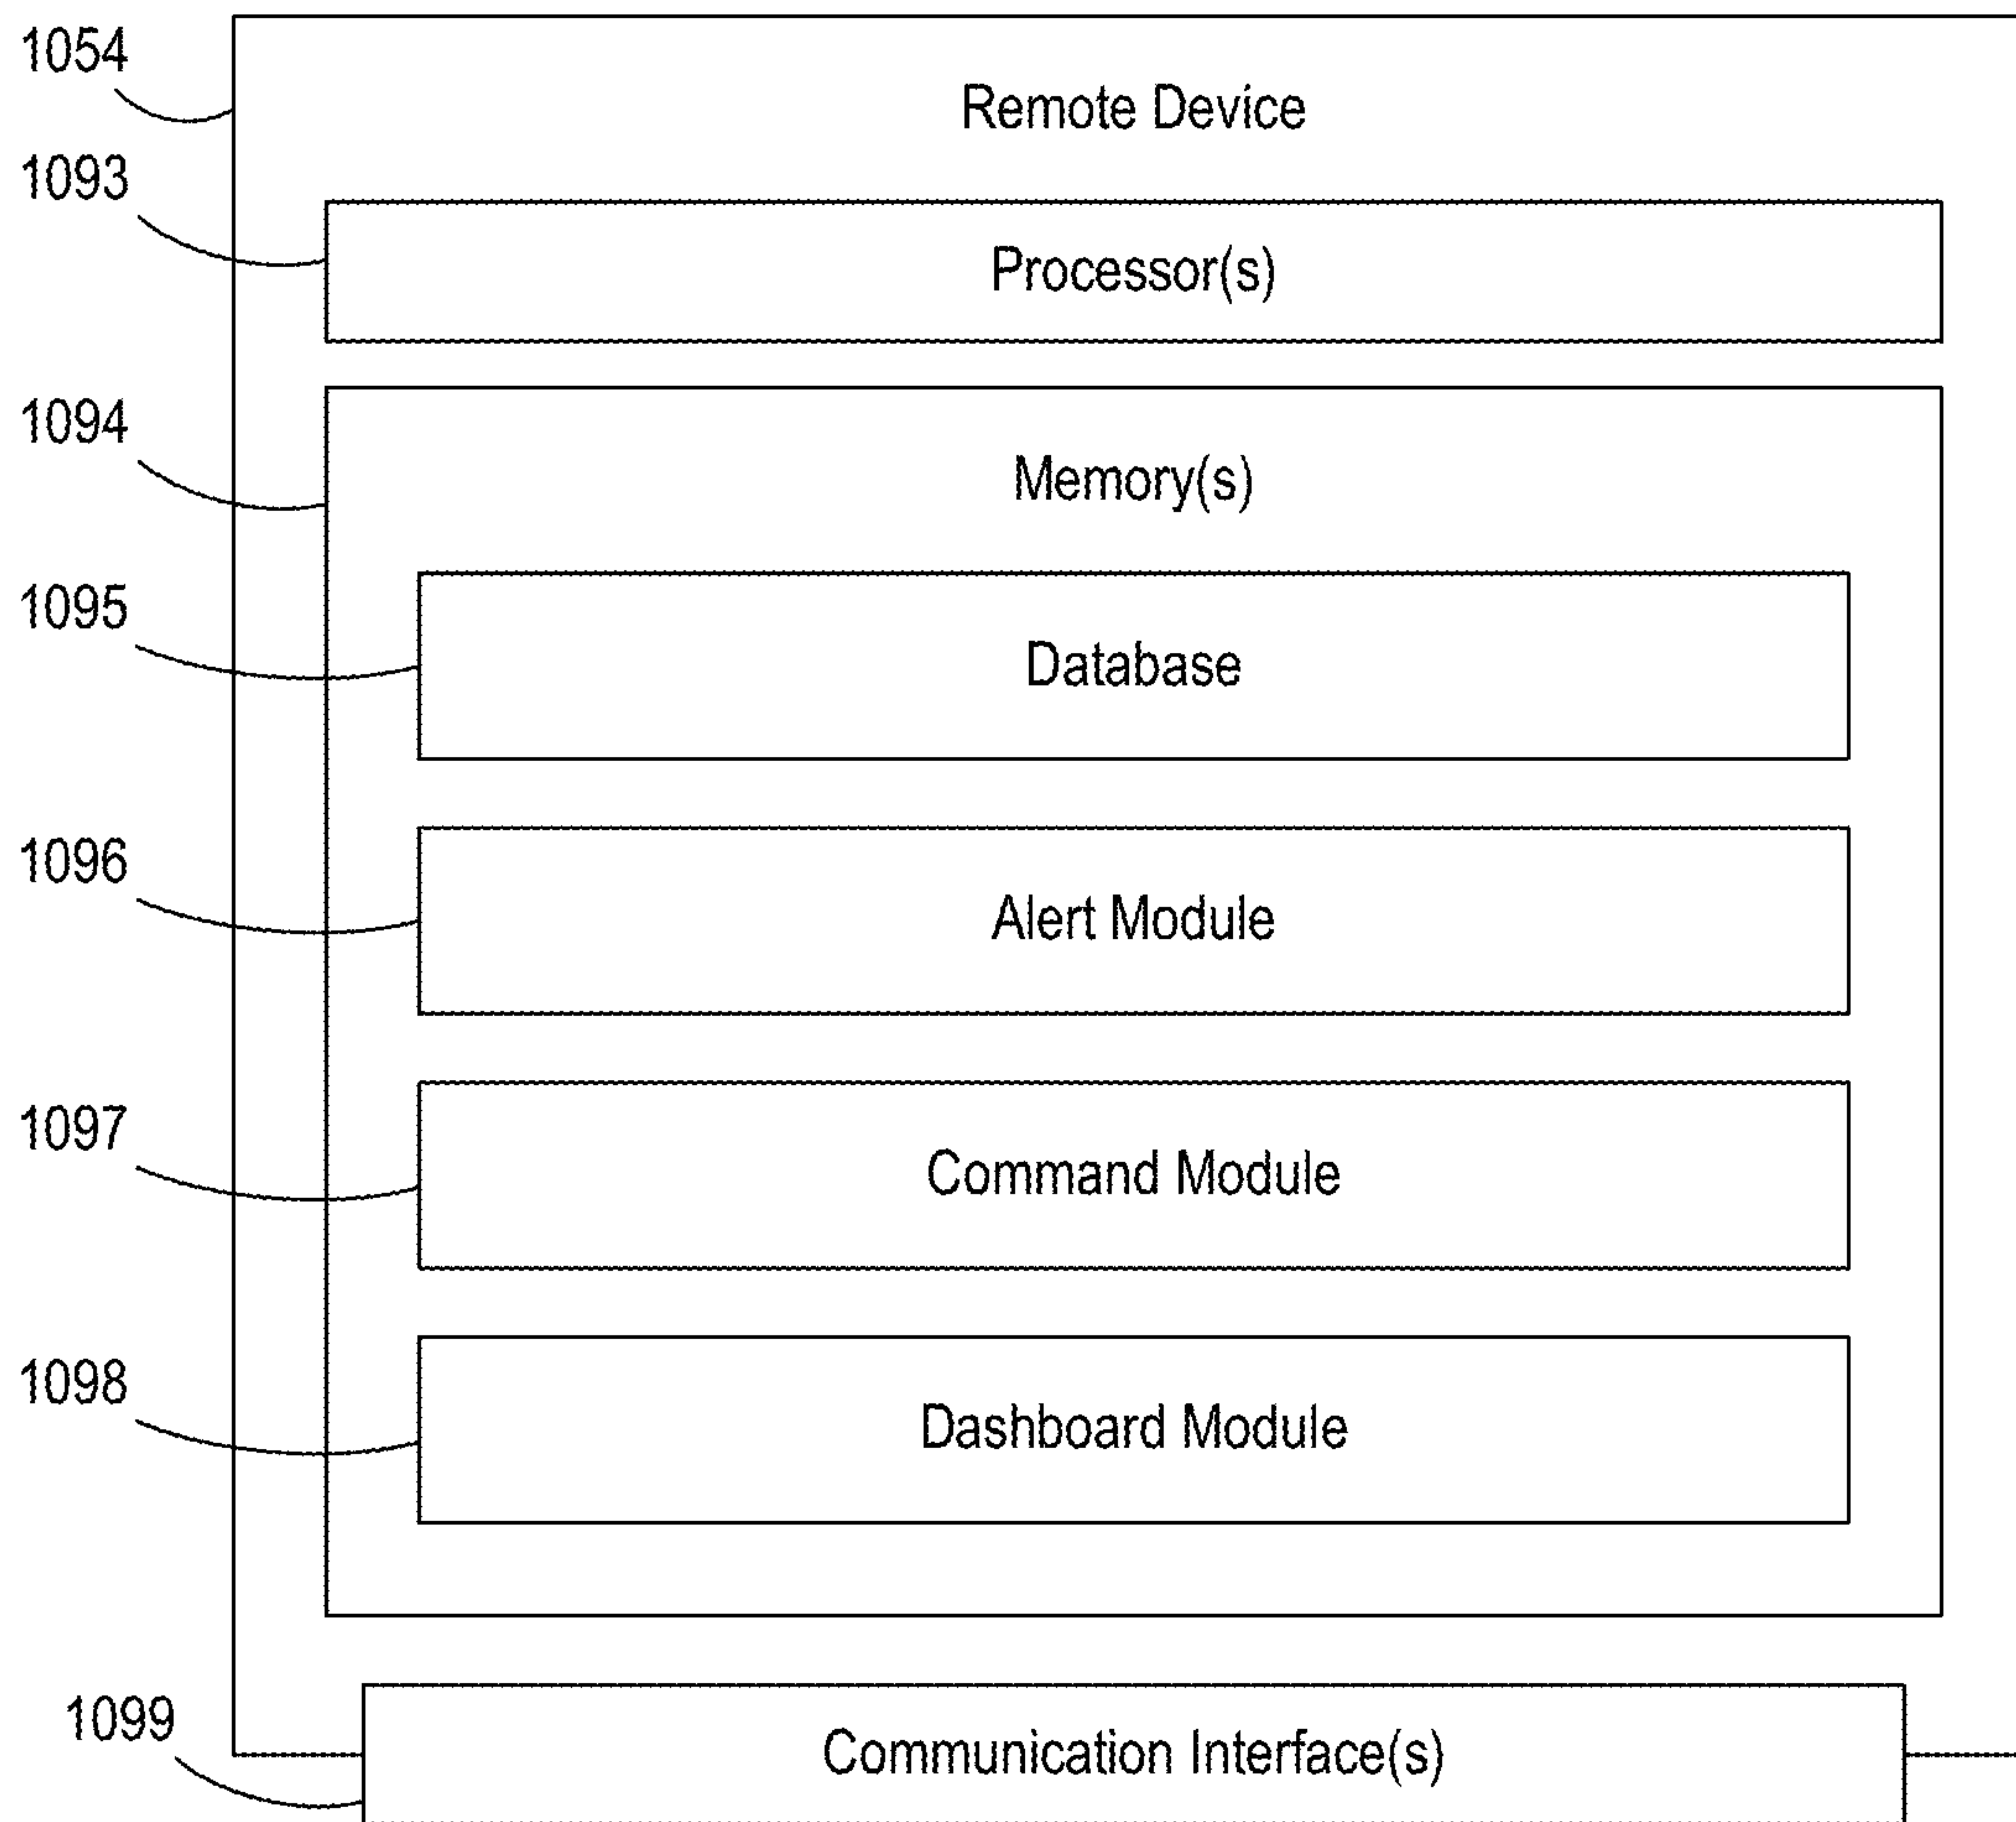 1054
Remote Device
1093
Processor(s)
1094
Memory(s)
1095
Database
1096
Alert Module
1097
Command Module
1098
Dashboard Module
1099
Communication Interface(s)